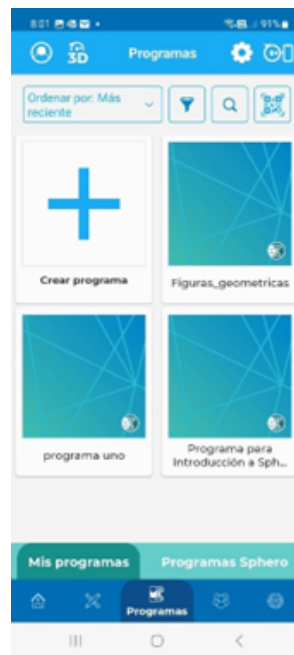 8:01
91%
3D
Programas
Ordenar por: Más
reciente
Crear programa
Figuras_geometricas
programa uno
Programa para
Introducción a Sph...
Mis programas
Programas Sphero
Programas